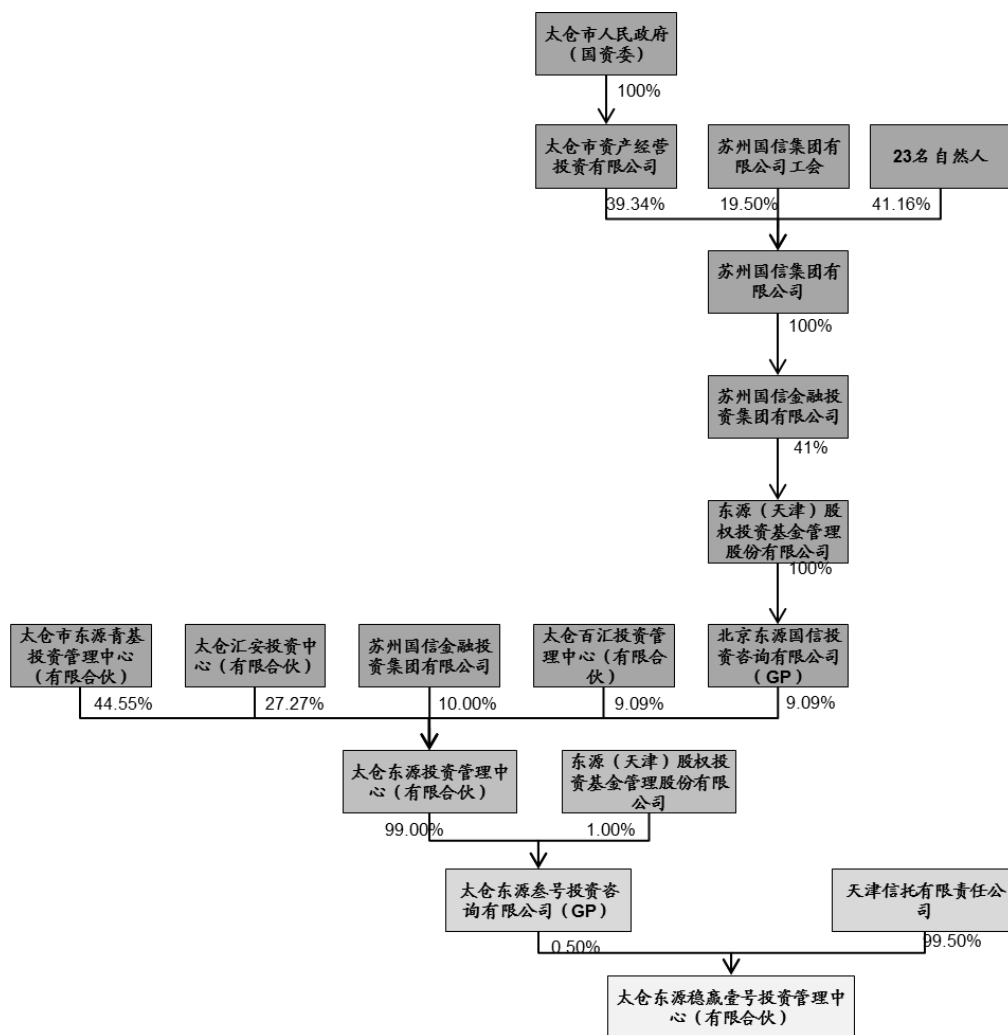 太仓市人民政府
（国资委）
100%
太仓市资产经营
投资有限公司
苏州国信集团有
限公司工会
23名自然人
39.34%
19.50%
41.16%
苏州国信集团有
限公司
100%
苏州国信金融投
资集团有限公司
41%
东源（天津）股
权投资基金管理
股份有限公司
100%
太仓市东源青基
投资管理中心
（有限合伙）
太仓汇安投资中
心（有限合伙）
苏州国信金融投
资集团有限公司
太仓百汇投资管
理中心（有限合
伙）
北京东源国信投
资咨询有限公司
（GP）
44.55%
27.27%
10.00%
9.09%
9.09%
太仓东源投资管理中
心（有限合伙）
东源（天津）股权投
资基金管理股份有限
公司
99.00%
1.00%
太仓东源叁号投资咨
询有限公司（GP）
天津信托有限责任公
司
0.50%
99.50%
太仓东源稳赢壹号投资管理中
心（有限合伙）